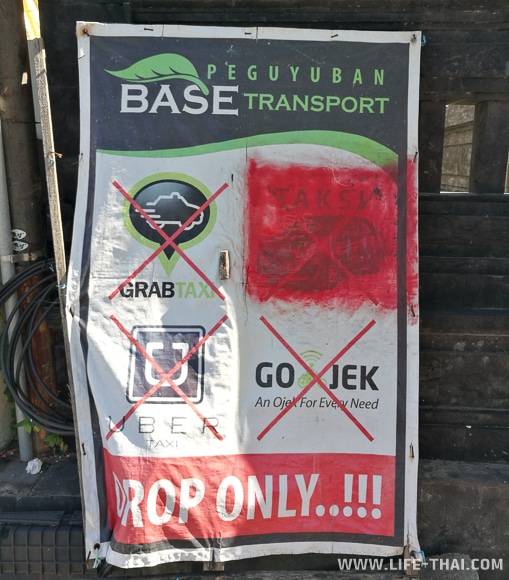 PEGUYUBAN
BASE TRANSPORT
GRABTAXI
TAKSI
UBER
TAXI
GO JEK
An Ojek For Every Need
DROP ONLY..!!!
WWW.LIFE-THAI.COM